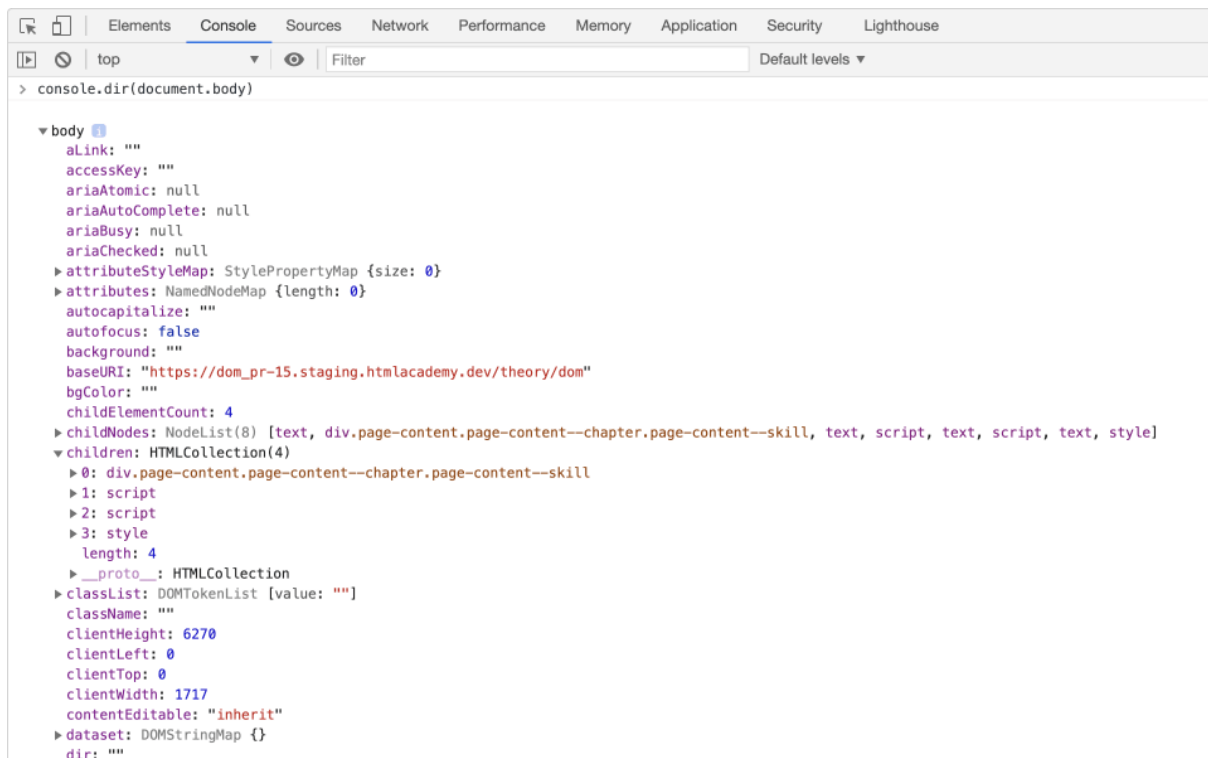 Elements Console Sources Network Performance Memory Application Security Lighthouse
top Filter Default levels
> console.dir(document.body)
body i
aLink: ""
accessKey: ""
ariaAtomic: null
ariaAutoComplete: null
ariaBusy: null
ariaChecked: null
attributeStyleMap: StylePropertyMap {size: 0}
attributes: NamedNodeMap {length: 0}
autocapitalize: ""
autofocus: false
background: ""
baseURI: "https://dom_pr-15.staging.htmlacademy.dev/theory/dom"
bgColor: ""
childElementCount: 4
childNodes: NodeList(8) [text, div.page-content.page-content--chapter.page-content--skill, text, script, text, script, text, style]
children: HTMLCollection(4)
0: div.page-content.page-content--chapter.page-content--skill
1: script
2: script
3: style
length: 4
__proto__: HTMLCollection
classList: DOMTokenList [value: ""]
className: ""
clientHeight: 6270
clientLeft: 0
clientTop: 0
clientWidth: 1717
contentEditable: "inherit"
dataset: DOMStringMap {}
dir: ""